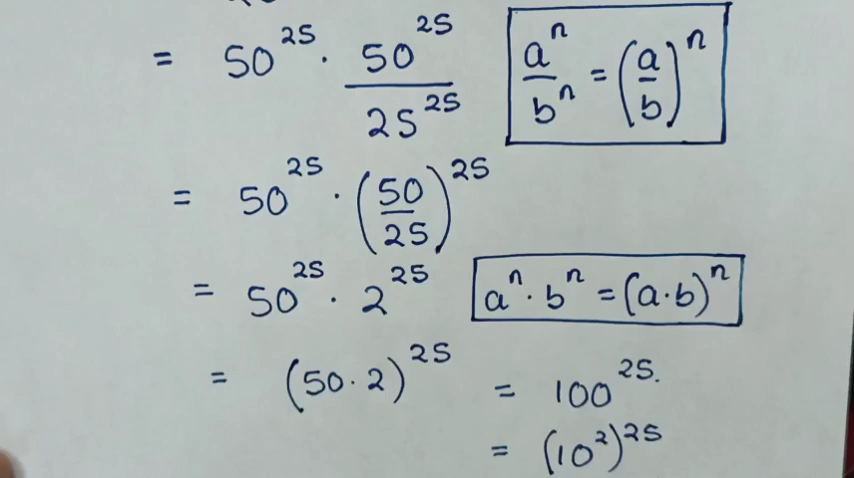 = 50^25 · 50^25 / 25^25
a^n / b^n = (a/b)^n
= 50^25 · (50/25)^25
= 50^25 · 2^25
a^n · b^n = (a·b)^n
= (50·2)^25 = 100^25.
= (10^2)^25